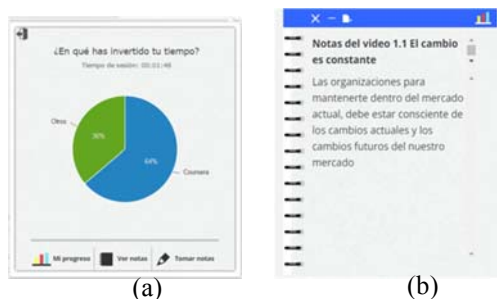 ¿En qué has invertido tu tiempo?
Tiempo de sesión: 00:01:48
Otros
36%
64%
Coursera
Mi progreso Ver notas Tomar notas
(a)
Notas del video 1.1 El cambio
es constante
Las organizaciones para
mantenerte dentro del mercado
actual, debe estar consciente de
los cambios actuales y los
cambios futuros del nuestro
mercado
(b)